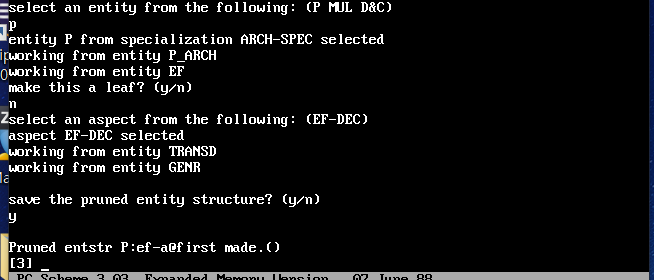 select an entity from the following: (P MUL D&C)
p
entity P from specialization ARCH-SPEC selected
working from entity P_ARCH
working from entity EF
make this a leaf? (y/n)
n
select an aspect from the following: (EF-DEC)
aspect EF-DEC selected
working from entity TRANSD
working from entity GENR
save the pruned entity structure? (y/n)
y
Pruned entstr P:ef-a@first made.()
[3] _
PC Scheme 3.03 Expanded Memory Version 07 June 88